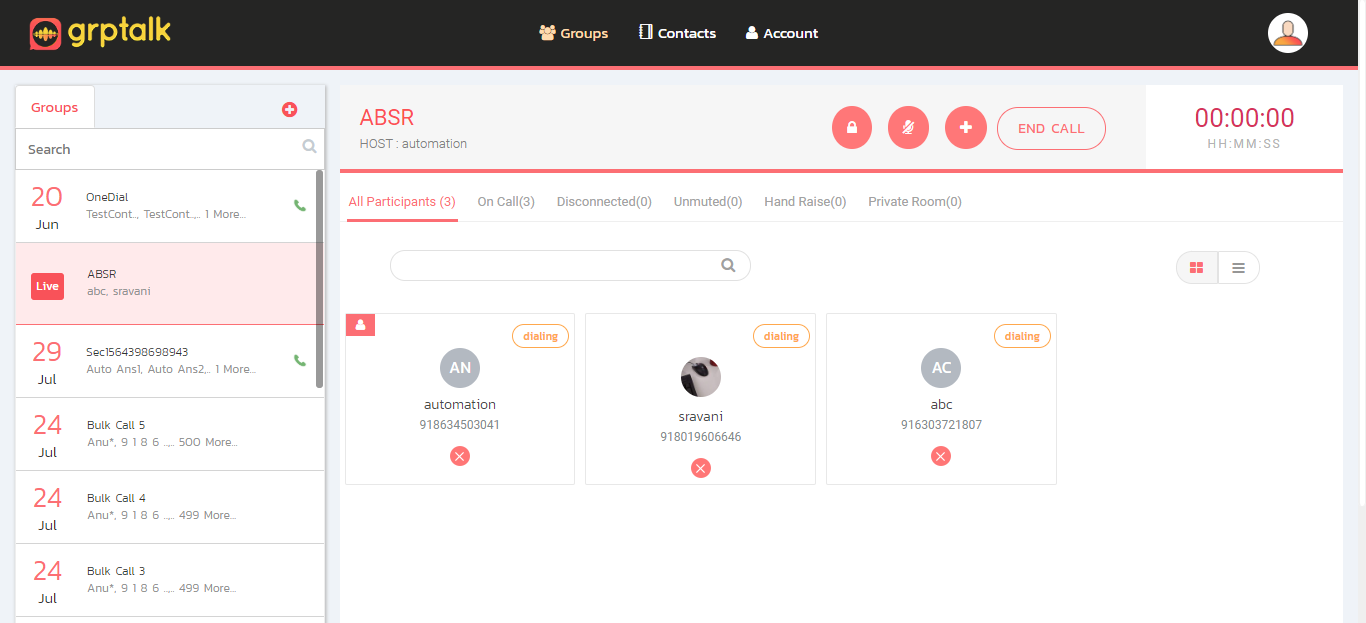 grptalk
Groups
Contacts
Account
Groups
Search
20
Jun
OneDial
TestCont.., TestCont..,.. 1 More...
Live
ABSR
abc, sravani
29
Jul
Sec1564398698943
Auto Ans1, Auto Ans2,.. 1 More...
24
Jul
Bulk Call 5
Anu*, 9 1 8 6 ..,.. 500 More...
24
Jul
Bulk Call 4
Anu*, 9 1 8 6 ..,.. 499 More...
24
Jul
Bulk Call 3
Anu*, 9 1 8 6 ..,.. 499 More...
ABSR
HOST : automation
END CALL
00:00:00
HH:MM:SS
All Participants (3)
On Call(3)
Disconnected(0)
Unmuted(0)
Hand Raise(0)
Private Room(0)
dialing
AN
automation
918634503041
dialing
sravani
918019606646
dialing
AC
abc
916303721807